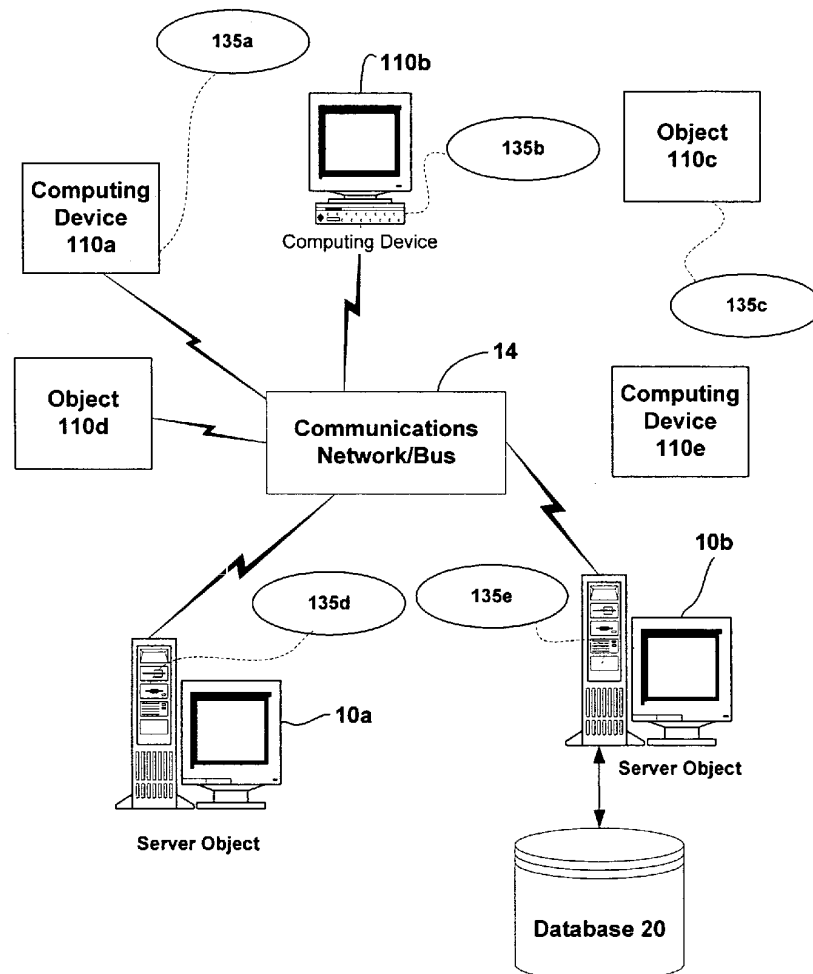 135a
110b
135b
Object
110c
Computing
Device
110a
Computing Device
135c
14
Object
110d
Communications
Network/Bus
Computing
Device
110e
10b
135d
135e
10a
Server Object
Server Object
Database 20